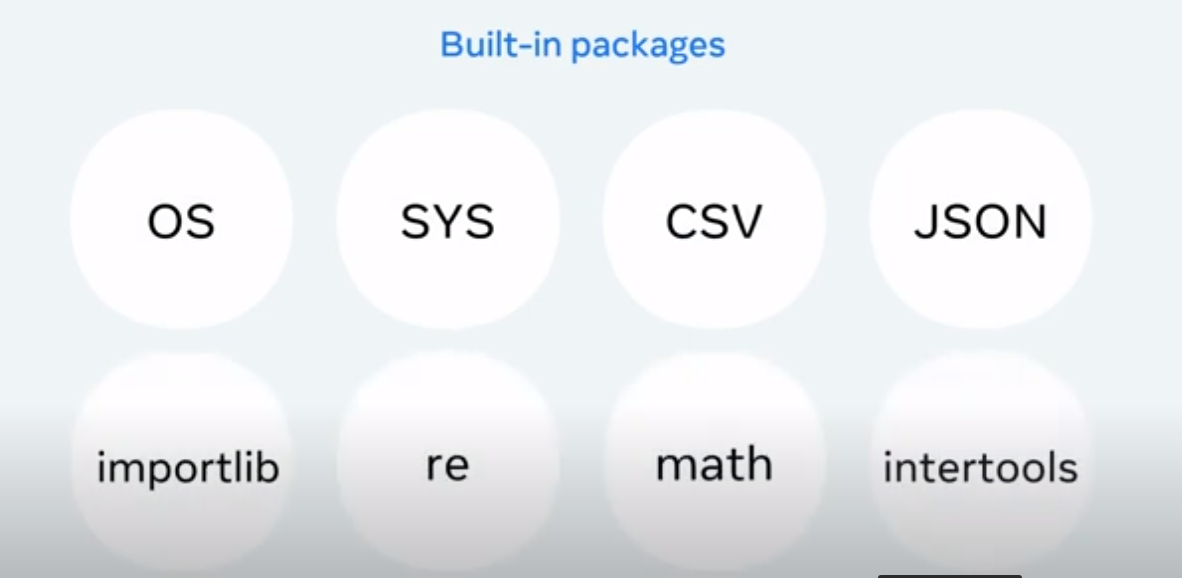 Built-in packages
OS SYS CSV JSON
importlib re math intertools